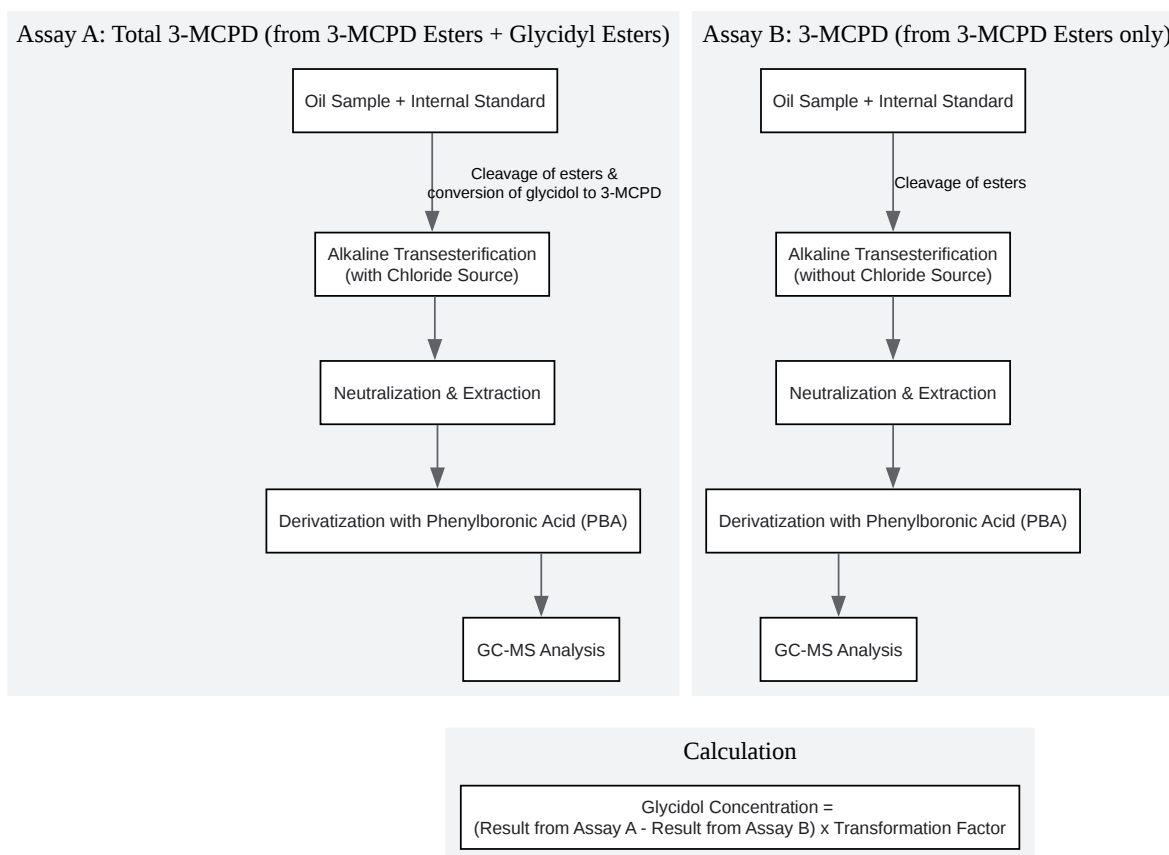 Assay A: Total 3-MCPD (from 3-MCPD Esters + Glycidyl Esters)
Oil Sample + Internal Standard
Cleavage of esters &
conversion of glycidol to 3-MCPD
Alkaline Transesterification
(with Chloride Source)
Neutralization & Extraction
Derivatization with Phenylboronic Acid (PBA)
GC-MS Analysis
Assay B: 3-MCPD (from 3-MCPD Esters only)
Oil Sample + Internal Standard
Cleavage of esters
Alkaline Transesterification
(without Chloride Source)
Neutralization & Extraction
Derivatization with Phenylboronic Acid (PBA)
GC-MS Analysis
Calculation
Glycidol Concentration =
(Result from Assay A - Result from Assay B) x Transformation Factor